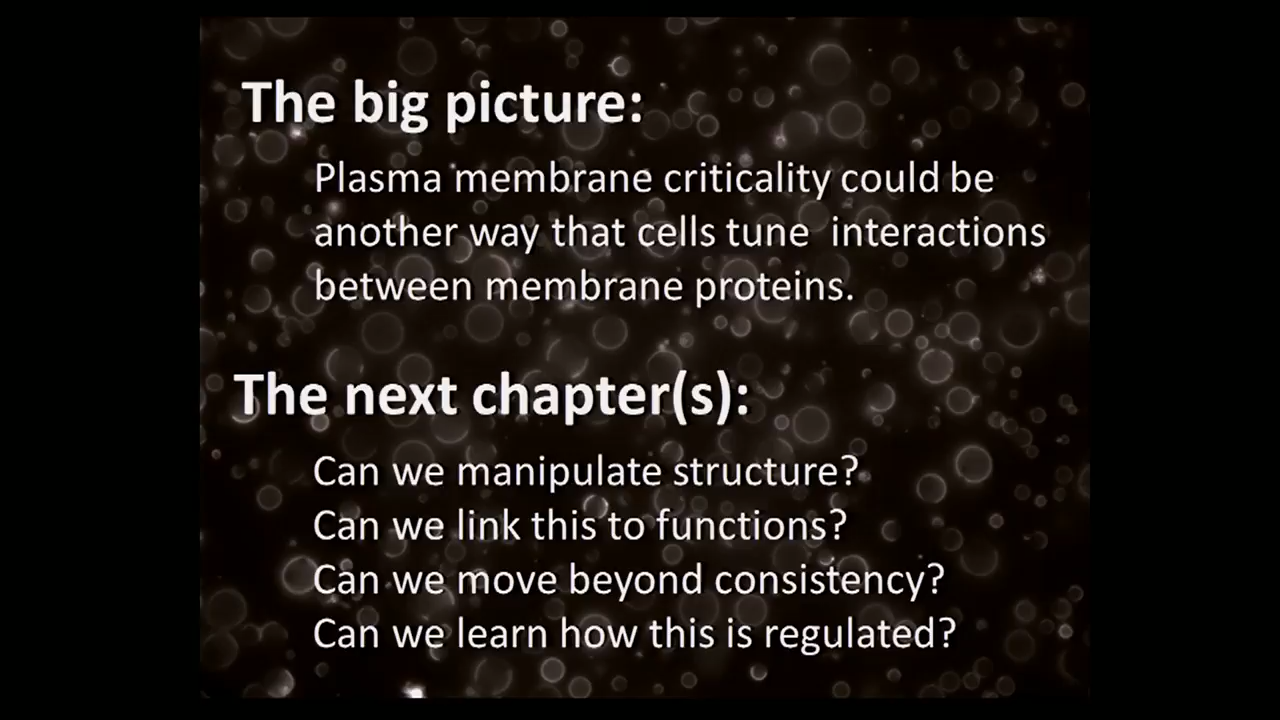 The big picture:
Plasma membrane criticality could be
another way that cells tune  interactions
between membrane proteins.
The next chapter(s):
Can we manipulate structure?
Can we link this to functions?
Can we move beyond consistency?
Can we learn how this is regulated?